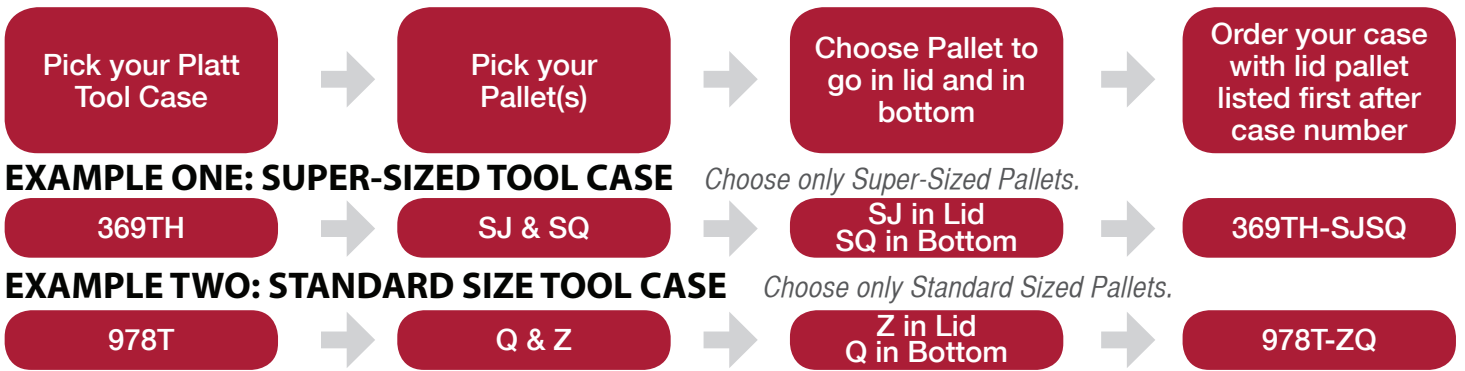 Pick your Platt
Tool Case
Pick your
Pallet(s)
Choose Pallet to
go in lid and in
bottom
Order your case
with lid pallet
listed first after
case number
EXAMPLE ONE: SUPER-SIZED TOOL CASE Choose only Super-Sized Pallets.
369TH
SJ & SQ
SJ in Lid
SQ in Bottom
369TH-SJSQ
EXAMPLE TWO: STANDARD SIZE TOOL CASE Choose only Standard Sized Pallets.
978T
Q & Z
Z in Lid
Q in Bottom
978T-ZQ